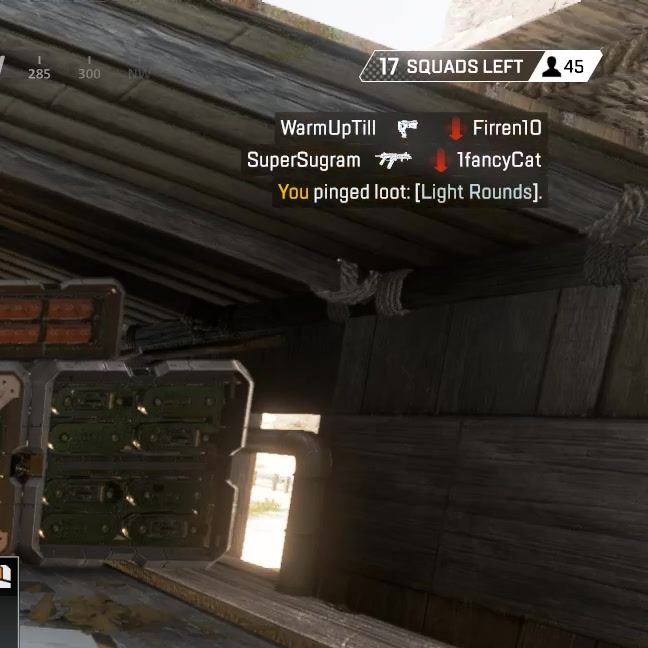 285 300 NW
17 SQUADS LEFT 45
WarmUpTill Firren10
SuperSugram 1fancyCat
You pinged loot: [Light Rounds].